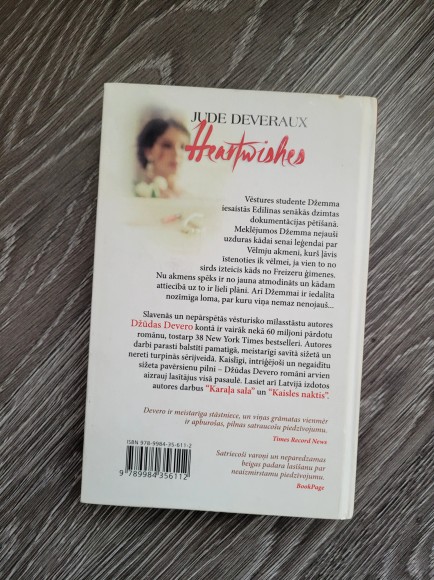 JUDE DEVERAUX
Heartwishes
Vēstures studente Džemma
iesaistās Edilinas senākās dzimtas
dokumentācijas pētīšanā.
Meklējumos Džemma nejauši
uzduras kādai senai leģendai par
Vēlmju akmeni, kurš ļāvis
īstenoties ik vēlmei, ja vien to no
sirds izteicis kāds no Freizeru ģimenes.
Nu akmens spēks ir no jauna atmodināts un kādam
attiecībā uz to ir lieli plāni. Arī Džemmai ir iedalīta
nozīmīga loma, par kuru viņa nemaz nenojauš...
Slavenās un nepārspētās vēsturisko mīlasstāstu autores
Džūdas Devero kontā ir vairāk nekā 60 miljoni pārdotu
romānu, tostarp 38 New York Times bestselleri. Autores
darbi parasti balstīti pamatīgā, meistarīgi savītā sižetā un
nereti turpinās sērijveidā. Kaislīgi, intriģējoši un negaidītu
sižeta pavērsienu pilni – Džūdas Devero romāni arvien
aizrauj lasītājus visā pasaulē. Lasiet arī Latvijā izdotos
autores darbus "Karaļa sala" un "Kaisles naktis".
Devero ir meistarīga stāstniece, un viņas grāmatas vienmēr
ir apburošas, pilnas satraucošu piedzīvojumu.
Times Record News
Satriecoši varoņi un neparedzamas
beigas padara lasīšanu par
neaizmirstamu piedzīvojumu.
BookPage
ISBN 978-9984-35-611-2
9 789984 356112